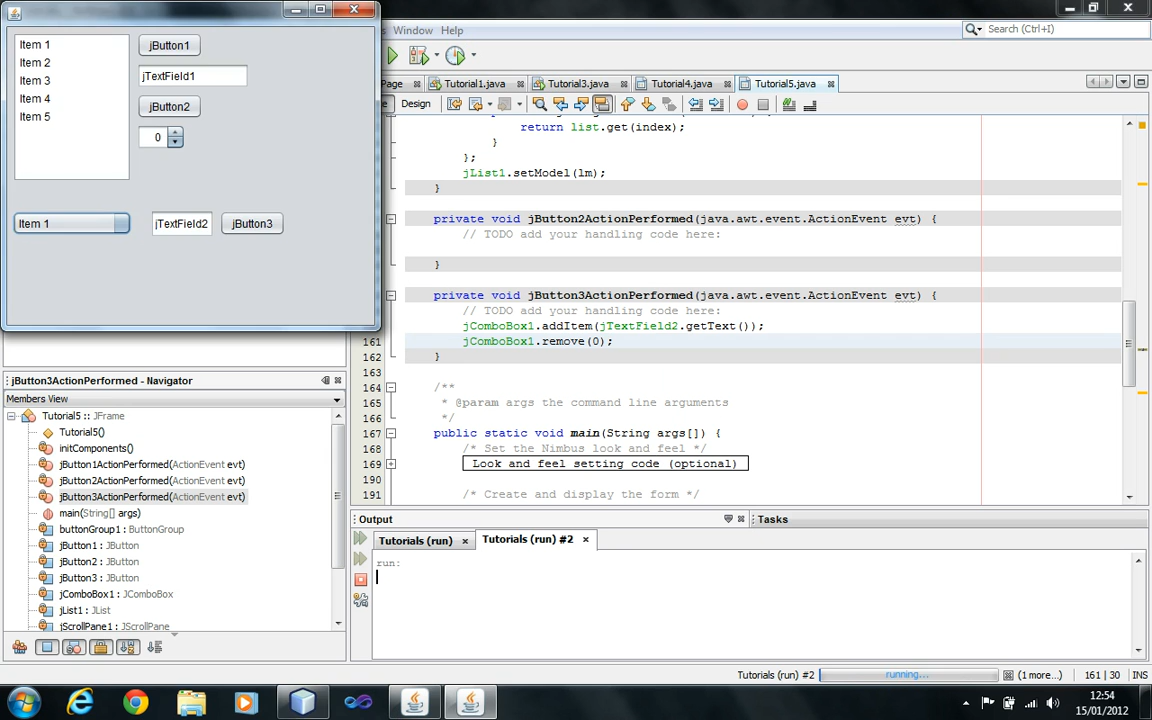 Item 1
Item 2
Item 3
Item 4
Item 5
jButton1
jTextField1
jButton2
0
Item 1
jTextField2
jButton3
Window Help
Search (Ctrl+I)
Page
Tutorial1.java
Tutorial3.java
Tutorial4.java
Tutorial5.java
Design
return list.get(index);
}
};
jList1.setModel(lm);
}
private void jButton2ActionPerformed(java.awt.event.ActionEvent evt) {
// TODO add your handling code here:
}
private void jButton3ActionPerformed(java.awt.event.ActionEvent evt) {
// TODO add your handling code here:
jComboBox1.addItem(jTextField2.getText());
161 jComboBox1.remove(0);
162 }
163
164 /**
165 * @param args the command line arguments
166 */
167 public static void main(String args[]) {
168 /* Set the Nimbus look and feel */
169 Look and feel setting code (optional)
190
191 /* Create and display the form */
jButton3ActionPerformed - Navigator
Members View
Tutorial5 :: JFrame
Tutorial5()
initComponents()
jButton1ActionPerformed(ActionEvent evt)
jButton2ActionPerformed(ActionEvent evt)
jButton3ActionPerformed(ActionEvent evt)
main(String[] args)
buttonGroup1 : ButtonGroup
jButton1 : JButton
jButton2 : JButton
jButton3 : JButton
jComboBox1 : JComboBox
jList1 : JList
jScrollPane1 : JScrollPane
Output
Tasks
Tutorials (run)
Tutorials (run) #2
run:
Tutorials (run) #2
running...
(1 more...)
161 | 30
INS
12:54
15/01/2012